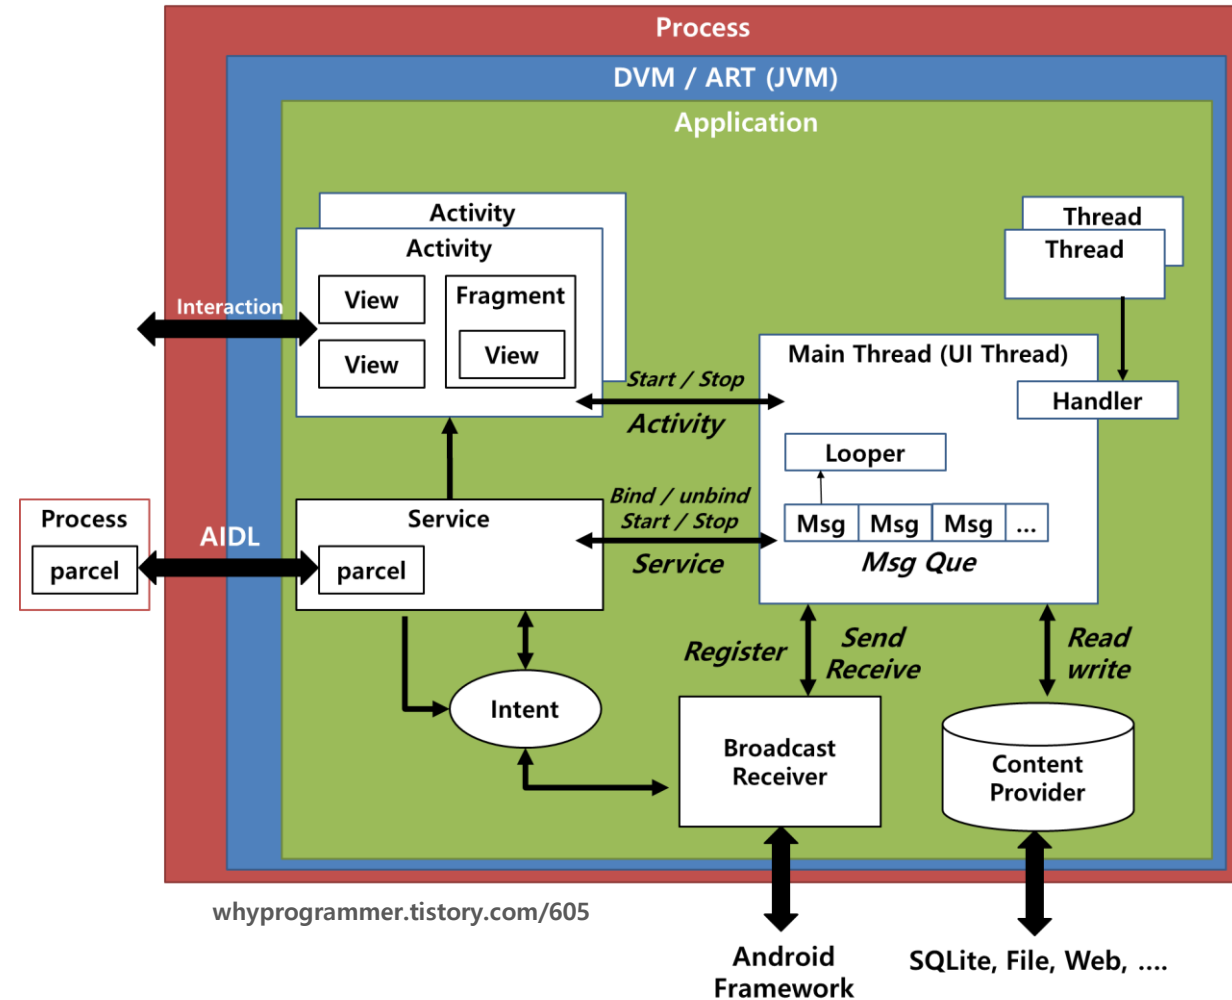 Process
DVM / ART (JVM)
Application
Activity
Activity
View
Fragment
View
View
Interaction
Thread
Thread
Main Thread (UI Thread)
Handler
Looper
Msg Msg Msg ...
Msg Que
Start / Stop
Activity
Bind / unbind
Start / Stop
Service
Process
parcel
AIDL
Service
parcel
Intent
Register
Send
Receive
Read
write
Broadcast
Receiver
Content
Provider
whyprogrammer.tistory.com/605
Android
Framework
SQLite, File, Web, ....